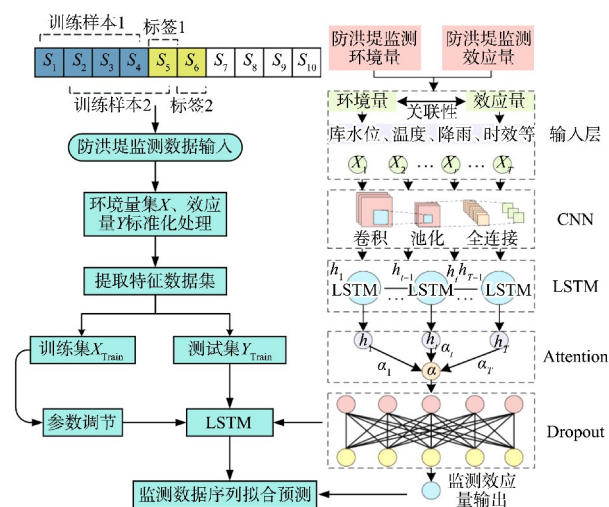 训练样本1 标签1
S1 S2 S3 S4 S5 S6 S7 S8 S9 S10
训练样本2 标签2
防洪堤监测数据输入
环境量集X、效应
量Y标准化处理
提取特征数据集
训练集XTrain
测试集YTrain
参数调节
LSTM
监测数据序列拟合预测
防洪堤监测
环境量
防洪堤监测
效应量
环境量 关联性 效应量
库水位、温度、降雨、时效等
X1 X2 … Xt … XT
输入层
卷积 池化 全连接
CNN
h1 ht-1 ht hT-1
LSTM … LSTM … LSTM
LSTM
h1 ht hT
α1 αt αT
α
Attention
Dropout
监测效应
量输出